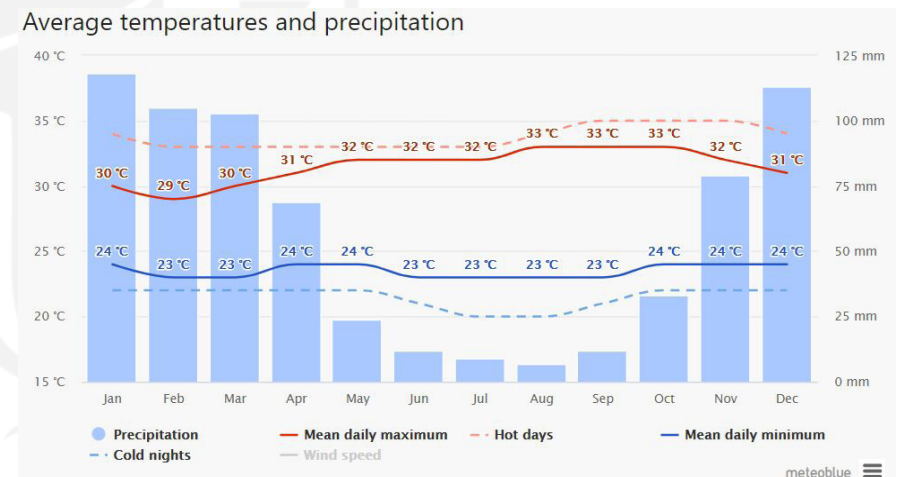 Average temperatures and precipitation
40 °C 125 mm
35 °C 100 mm
33 °C 33 °C 33 °C
32 °C 32 °C 32 °C 32 °C
31 °C 31 °C
30 °C 29 °C 30 °C
30 °C 75 mm
25 °C 50 mm
24 °C 23 °C 23 °C 24 °C 24 °C 23 °C 23 °C 23 °C 23 °C 24 °C 24 °C 24 °C
20 °C 25 mm
15 °C 0 mm
Jan Feb Mar Apr May Jun Jul Aug Sep Oct Nov Dec
Precipitation Mean daily maximum Hot days Mean daily minimum
Cold nights Wind speed
meteoblue